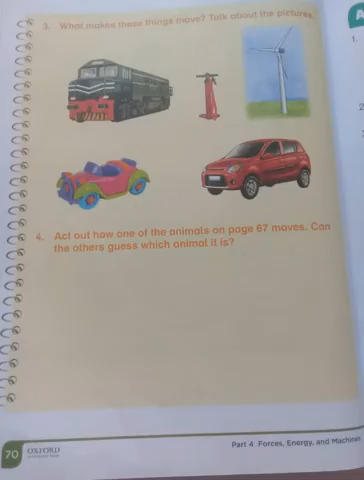 3. What makes these things move? Talk about the pictures.
A
1.
2
4. Act out how one of the animals on page 67 moves. Can
the others guess which animal it is?
70
OXFORD
Part 4 Forces, Energy, and Machines